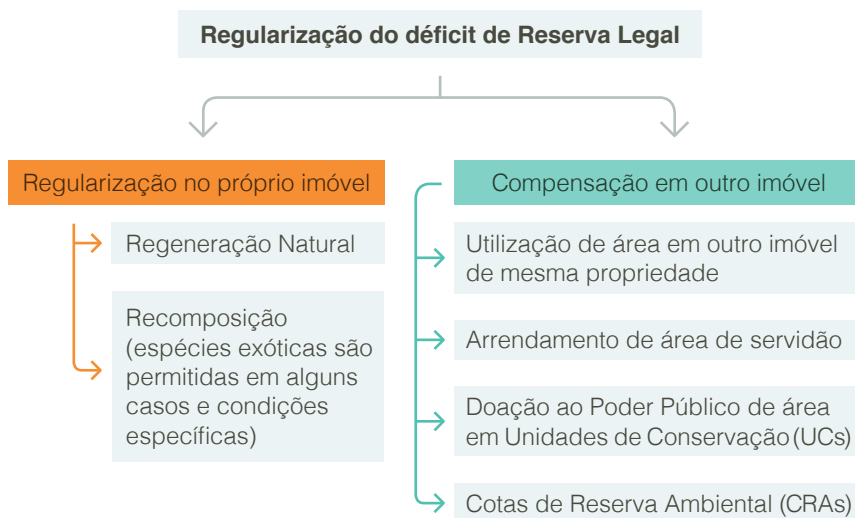 Regularização do déficit de Reserva Legal
Regularização no próprio imóvel
Regeneração Natural
Recomposição
(espécies exóticas são
permitidas em alguns
casos e condições
específicas)
Compensação em outro imóvel
Utilização de área em outro imóvel
de mesma propriedade
Arrendamento de área de servidão
Doação ao Poder Público de área
em Unidades de Conservação (UCs)
Cotas de Reserva Ambiental (CRAs)